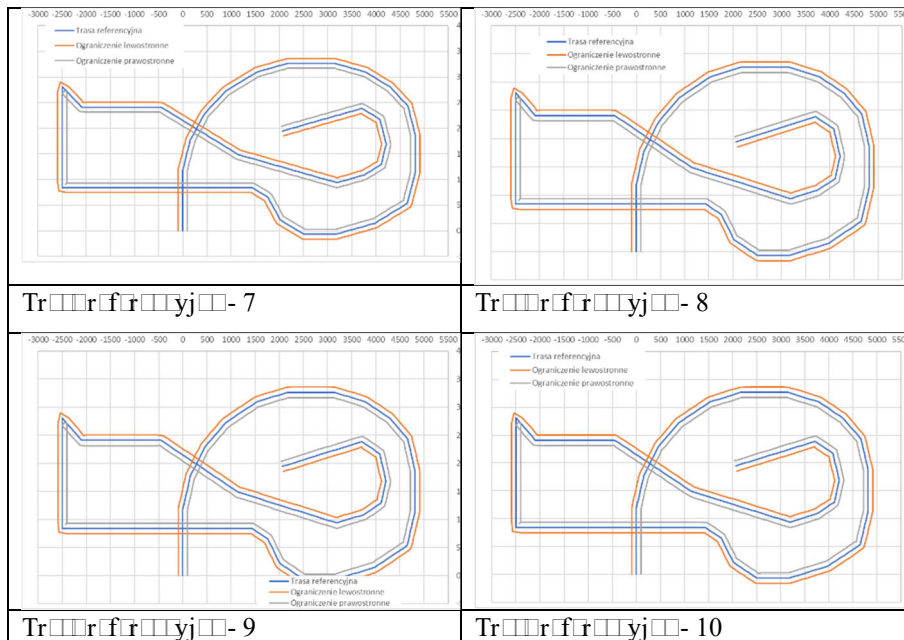 -3000 -2500 -2000 -1500 -1000 -500 0 500 1000 1500 2000 2500 3000 3500 4000 4500 5000 5500
Trasa referencyjna
Ograniczenie lewostronne
Ograniczenie prawostronne
- 7
-3000 -2500 -2000 -1500 -1000 -500 0 500 1000 1500 2000 2500 3000 3500 4000 4500 5000
Trasa referencyjna
Ograniczenie lewostronne
Ograniczenie prawostronne
- 8
-3000 -2500 -2000 -1500 -1000 -500 0 500 1000 1500 2000 2500 3000 3500 4000 4500 5000 5500
Trasa referencyjna
Ograniczenie lewostronne
Ograniczenie prawostronne
- 9
-3000 -2500 -2000 -1500 -1000 -500 0 500 1000 1500 2000 2500 3000 3500 4000 4500 5000
Trasa referencyjna
Ograniczenie lewostronne
Ograniczenie prawostronne
- 10